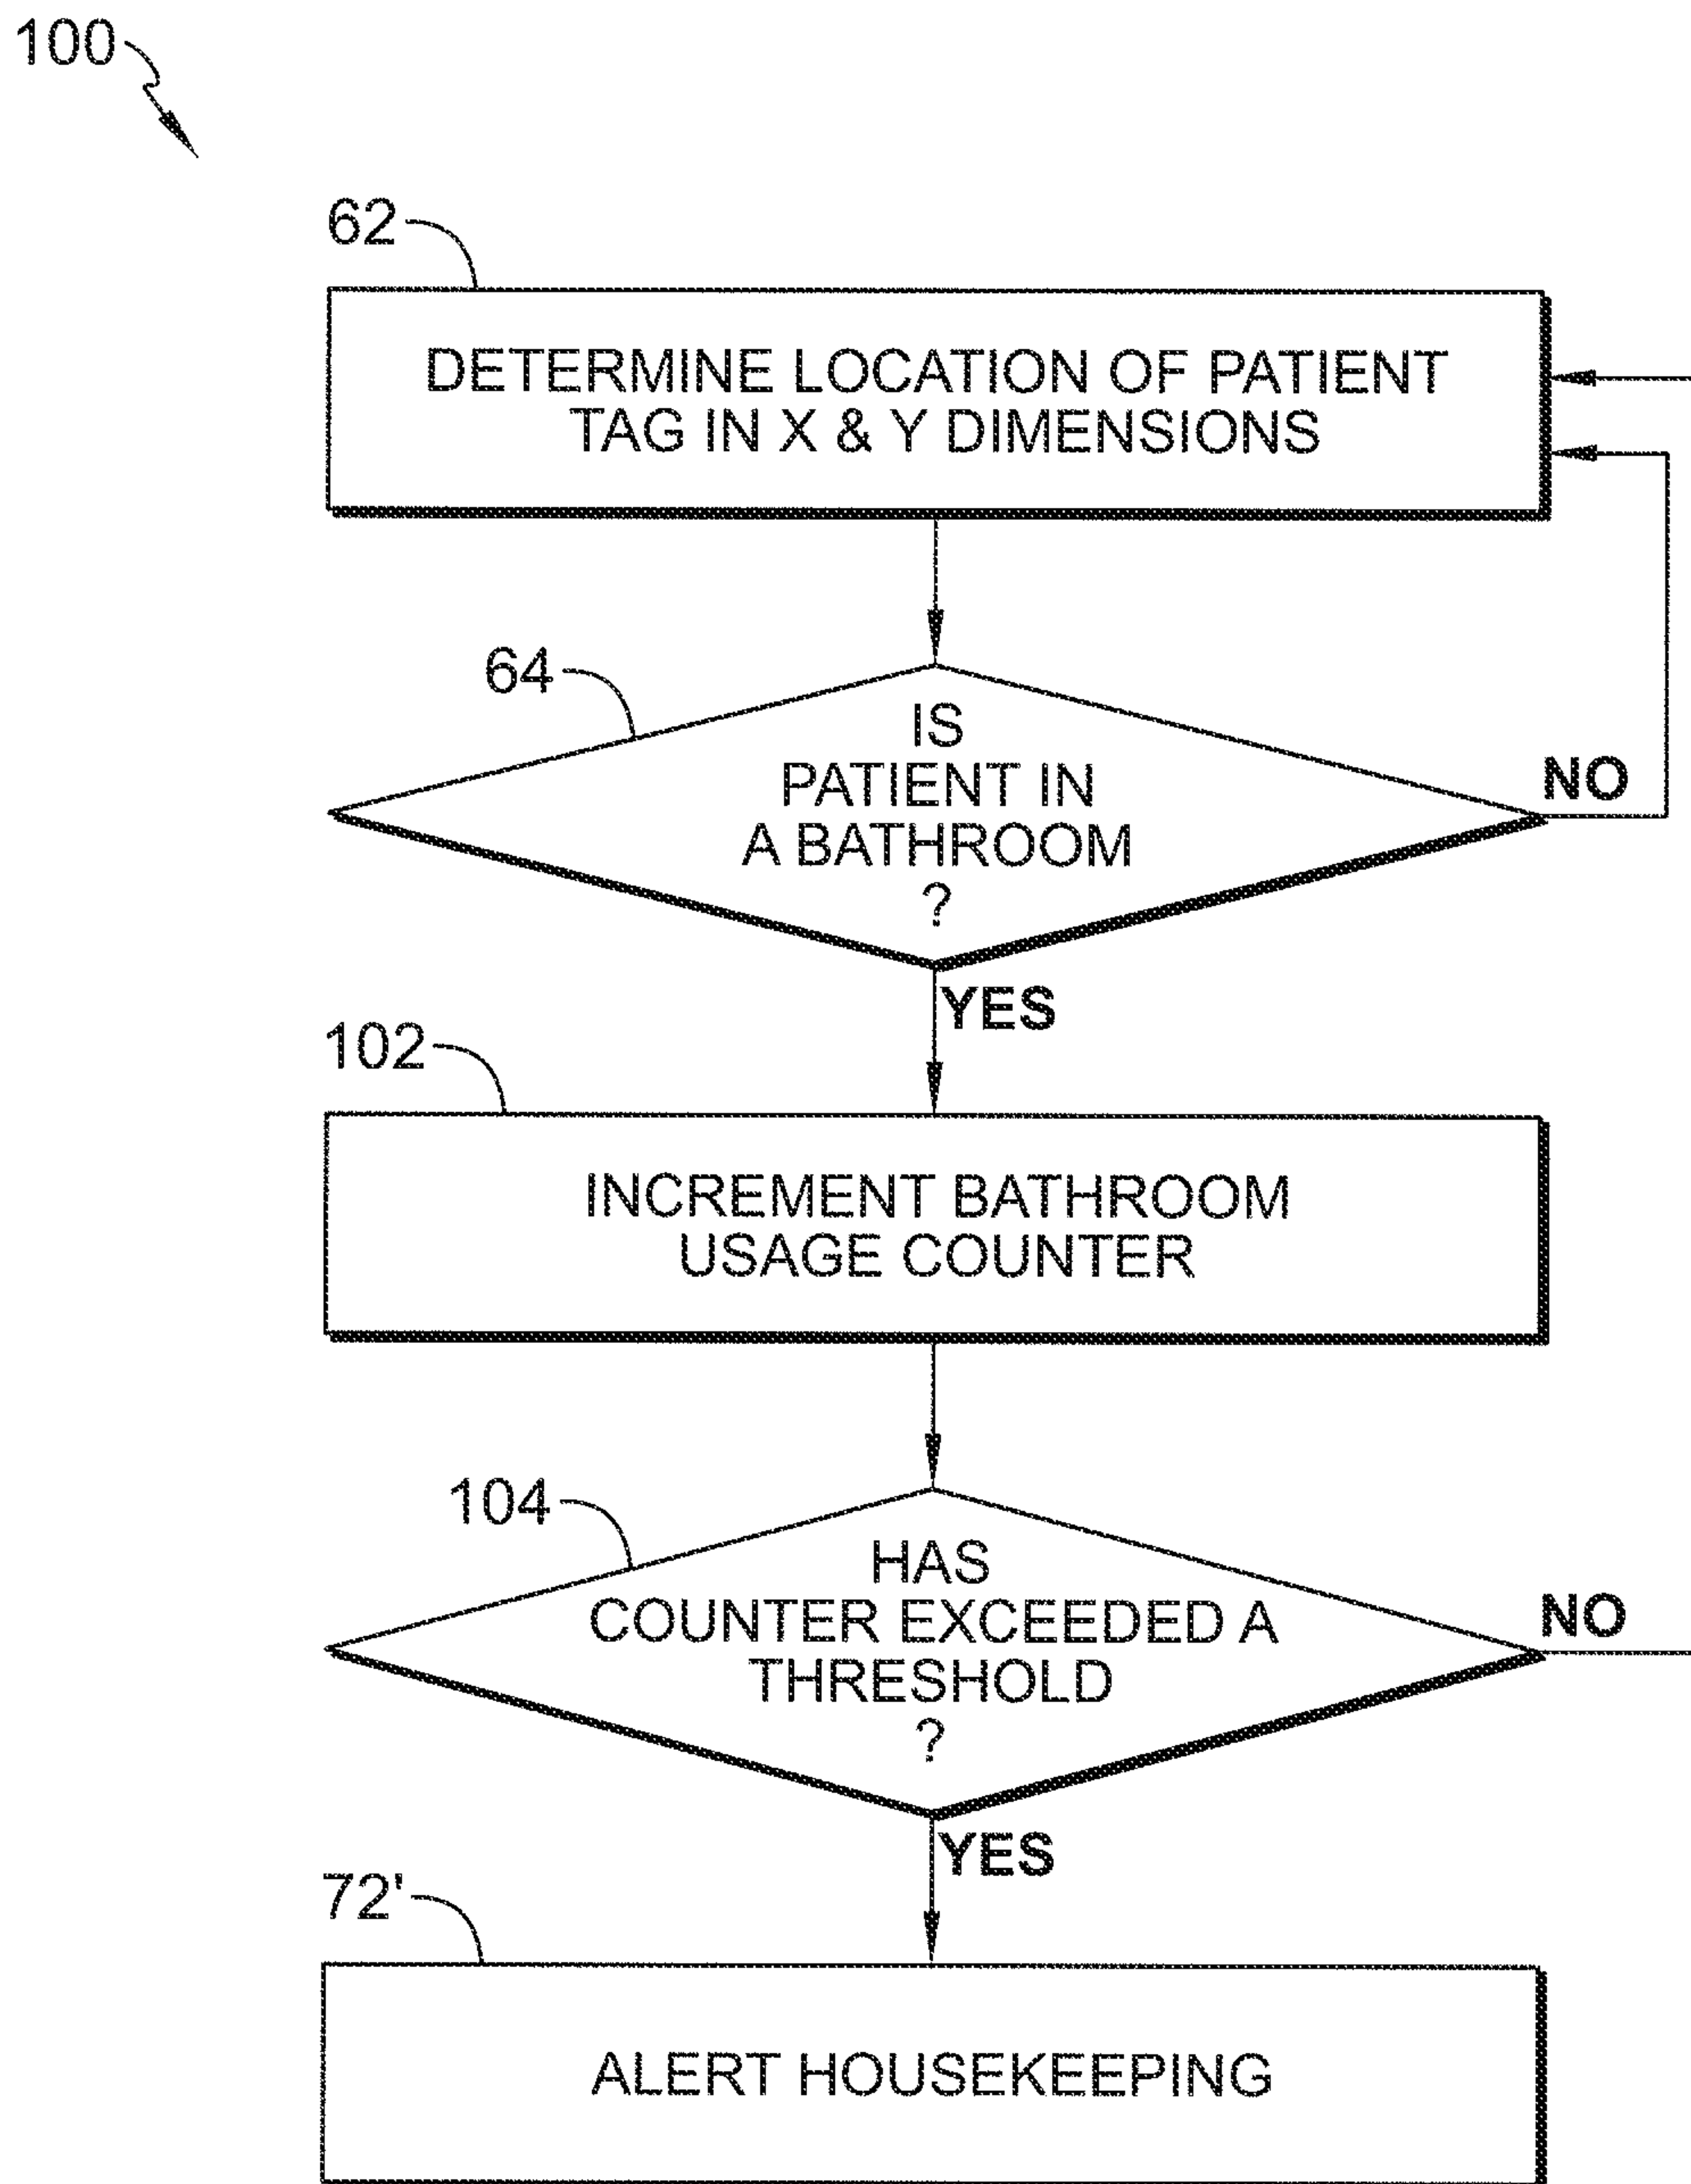 100
62
DETERMINE LOCATION OF PATIENT
TAG IN X & Y DIMENSIONS
64
IS
PATIENT IN
A BATHROOM
?
NO
YES
102
INCREMENT BATHROOM
USAGE COUNTER
104
HAS
COUNTER EXCEEDED A
THRESHOLD
?
NO
YES
72'
ALERT HOUSEKEEPING